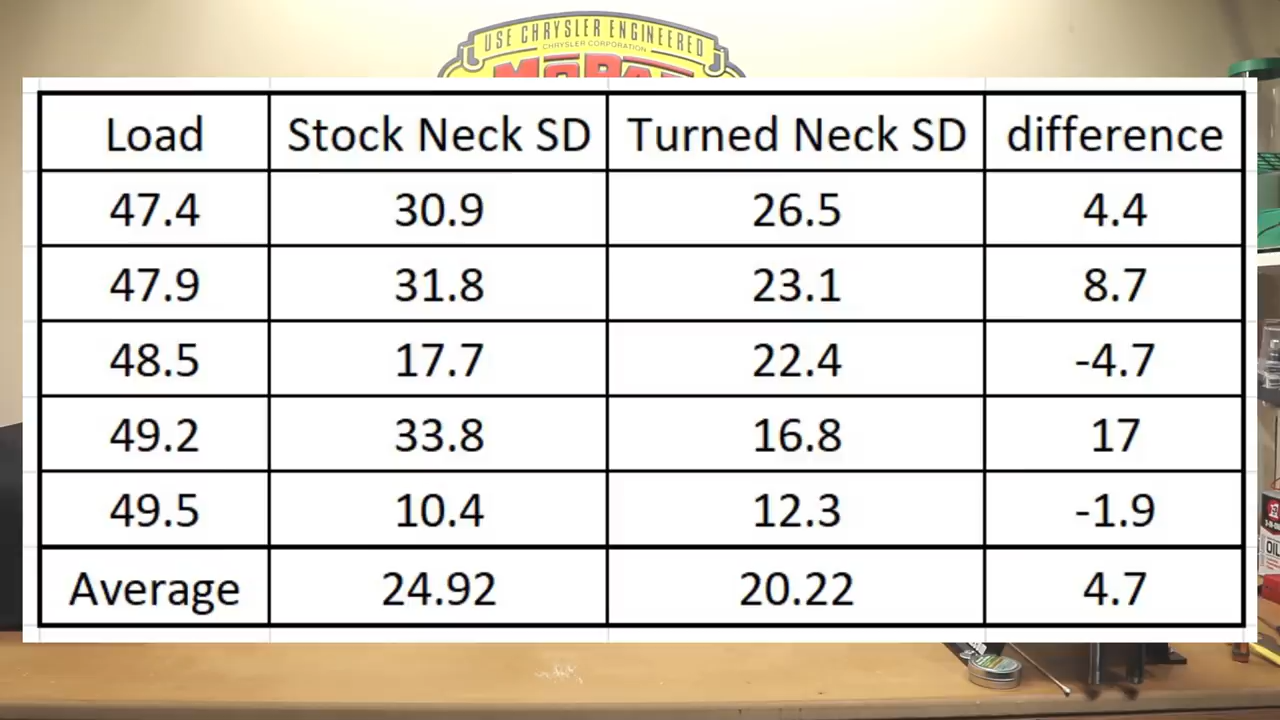 USE CHRYSLER ENGINEERED
CHRYSLER CORPORATION
MOPAR
Load Stock Neck SD Turned Neck SD difference
47.4 30.9 26.5 4.4
47.9 31.8 23.1 8.7
48.5 17.7 22.4 -4.7
49.2 33.8 16.8 17
49.5 10.4 12.3 -1.9
Average 24.92 20.22 4.7
OIL